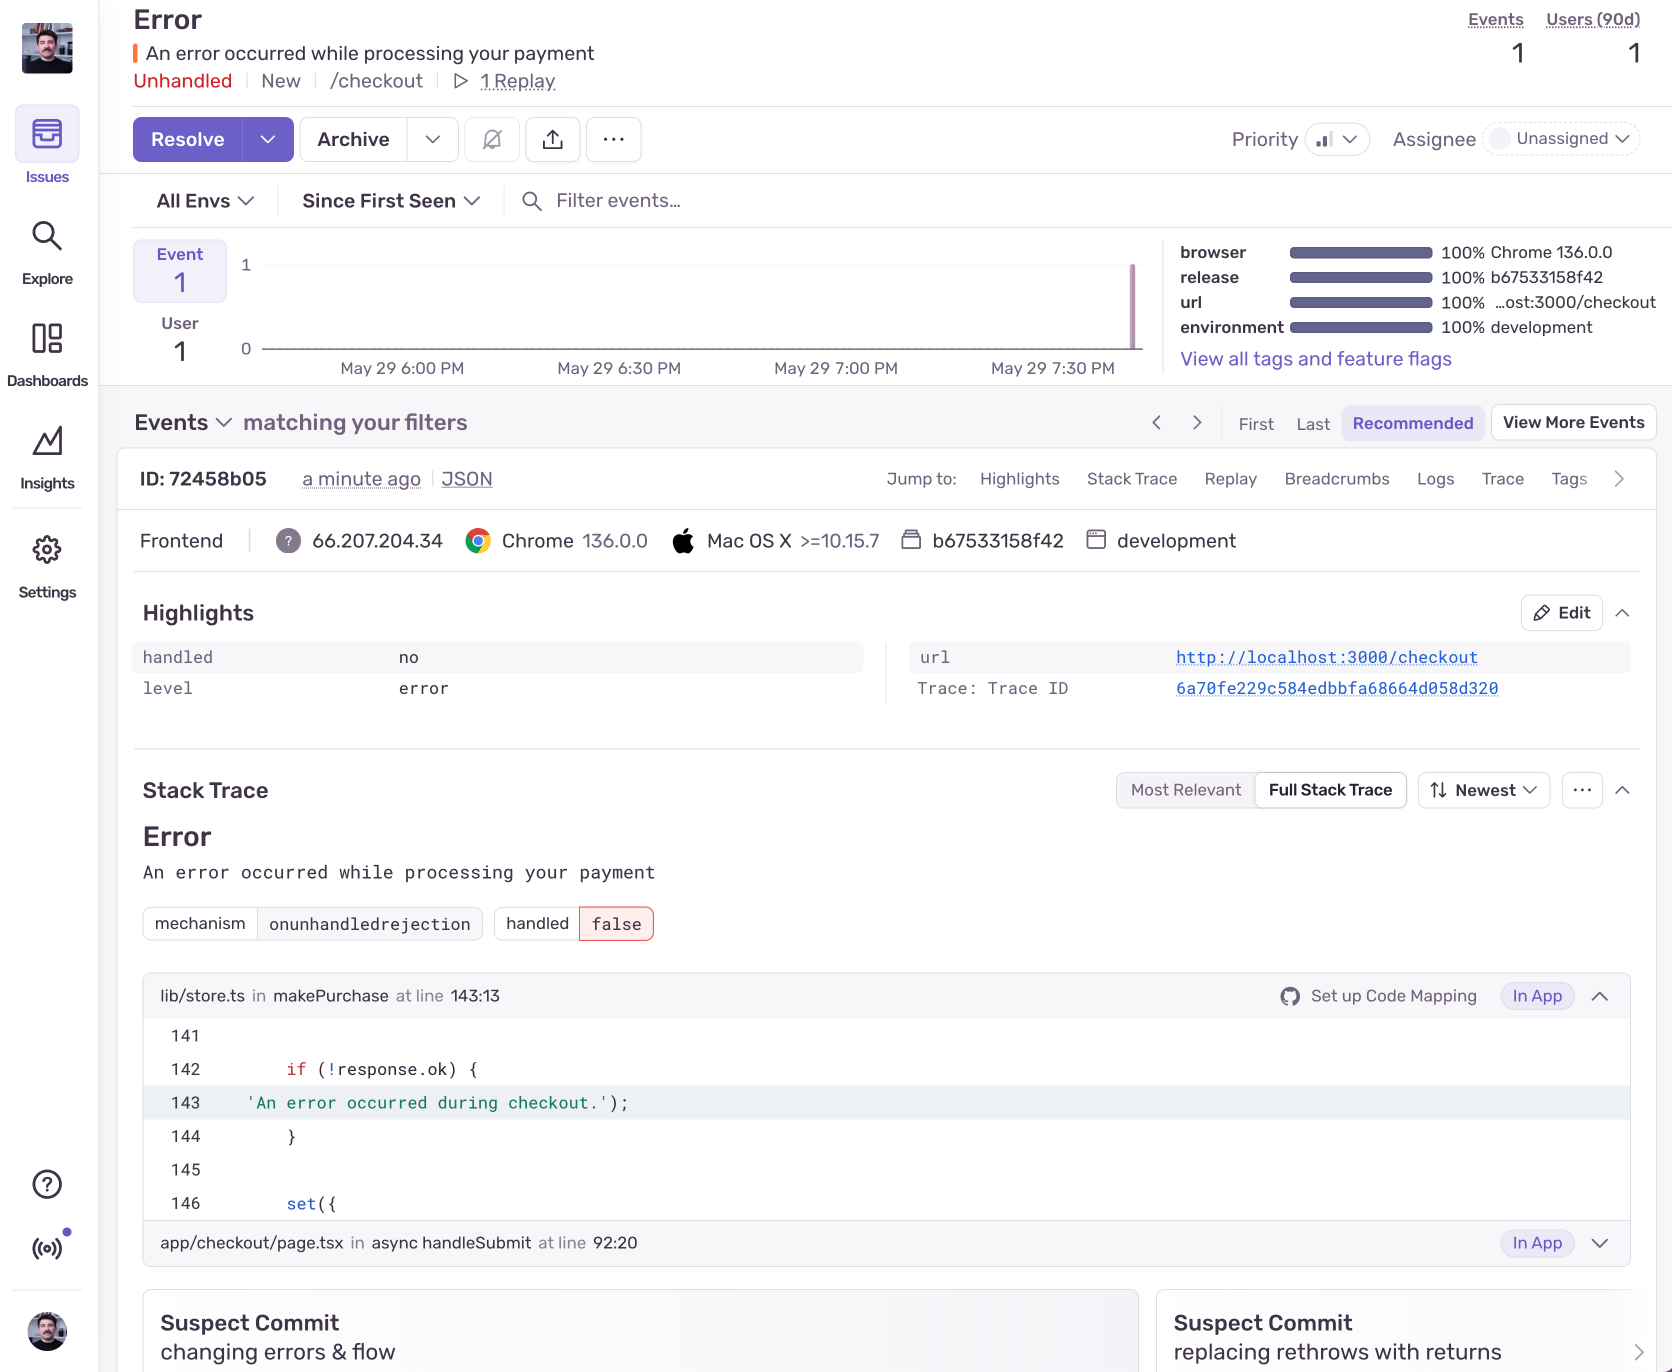 Error
Events
Users (90d)
An error occurred while processing your payment
1
1
Unhandled New /checkout 1 Replay
Resolve Archive ··· Priority Assignee Unassigned
Issues
All Envs Since First Seen Filter events…
Explore
Dashboards
Insights
Settings
Event
1
User
1
1
0
May 29 6:00 PM May 29 6:30 PM May 29 7:00 PM May 29 7:30 PM
browser 100% Chrome 136.0.0
release 100% b67533158f42
url 100% …ost:3000/checkout
environment 100% development
View all tags and feature flags
Events matching your filters First Last Recommended View More Events
ID: 72458b05 a minute ago JSON Jump to: Highlights Stack Trace Replay Breadcrumbs Logs Trace Tags
Frontend ? 66.207.204.34 Chrome 136.0.0 Mac OS X >=10.15.7 b67533158f42 development
Highlights Edit
handled no
level error
url http://localhost:3000/checkout
Trace: Trace ID 6a70fe229c584edbbfa68664d058d320
Stack Trace Most Relevant Full Stack Trace Newest ···
Error
An error occurred while processing your payment
mechanism onunhandledrejection handled false
lib/store.ts in makePurchase at line 143:13 Set up Code Mapping In App
141
142 if (!response.ok) {
143 'An error occurred during checkout.');
144 }
145
146 set({
app/checkout/page.tsx in async handleSubmit at line 92:20 In App
Suspect Commit
changing errors & flow
Suspect Commit
replacing rethrows with returns